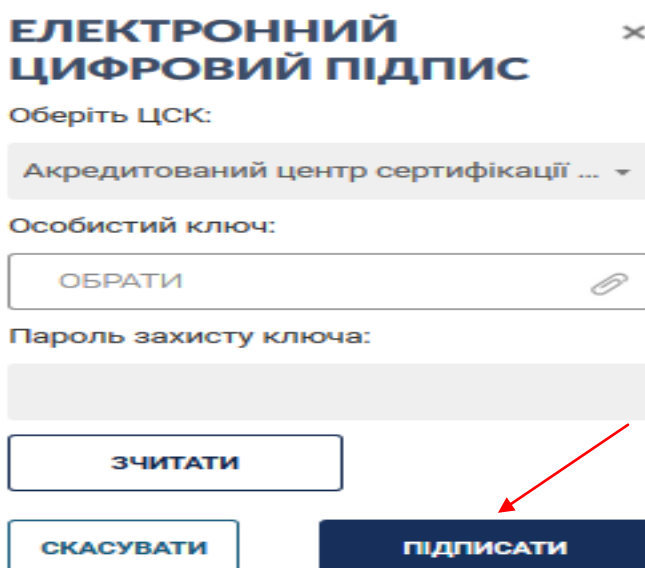 ЕЛЕКТРОННИЙ
ЦИФРОВИЙ ПІДПИС
Оберіть ЦСК:
Акредитований центр сертифікації ...
Особистий ключ:
ОБРАТИ
Пароль захисту ключа:
ЗЧИТАТИ
СКАСУВАТИ ПІДПИСАТИ